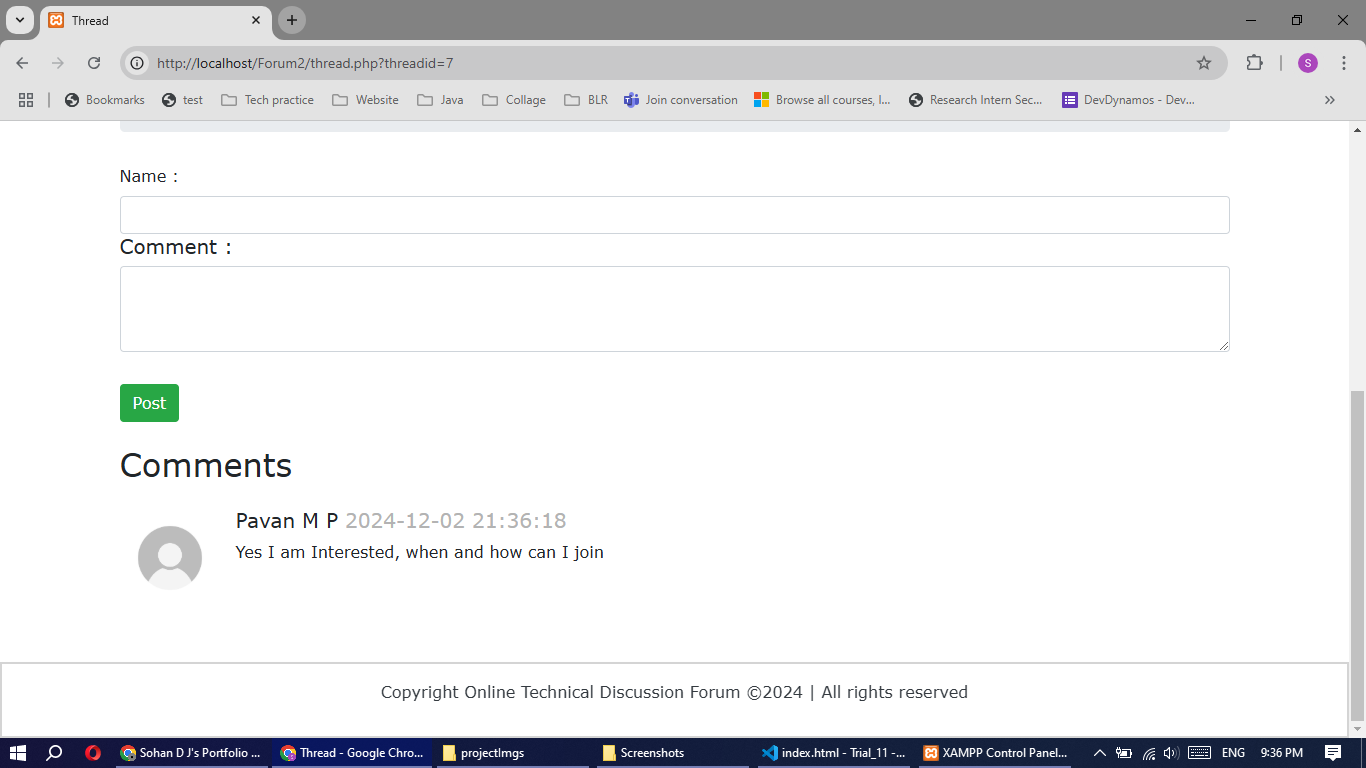 Thread
http://localhost/Forum2/thread.php?threadid=7
S
Bookmarks test Tech practice Website Java Collage BLR Join conversation Browse all courses, I... Research Intern Sec... DevDynamos - Dev...
Name :
Comment :
Post
Comments
Pavan M P 2024-12-02 21:36:18
Yes I am Interested, when and how can I join
Copyright Online Technical Discussion Forum ©2024 | All rights reserved
Sohan D J's Portfolio ... Thread - Google Chro... projectImgs Screenshots index.html - Trial_11 -... XAMPP Control Panel... ENG 9:36 PM